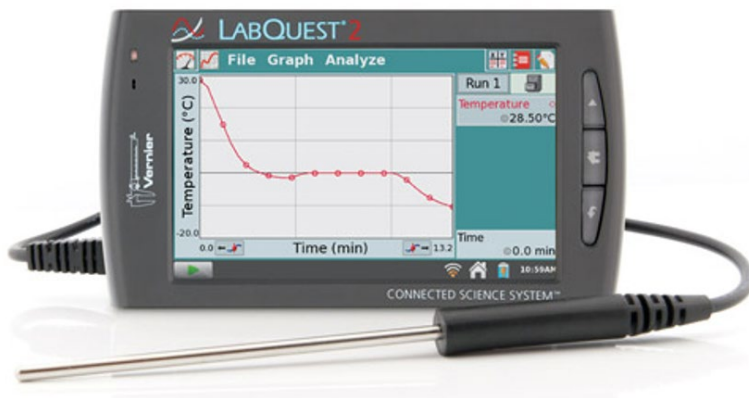 LABQUEST® 2
File Graph Analyze
Run 1
30.0
Temperature (°C)
-20.0
Temperature
28.50°C
Time
0.0 min
0.0
Time (min)
13.2
10:59AM
Vernier
CONNECTED SCIENCE SYSTEM™